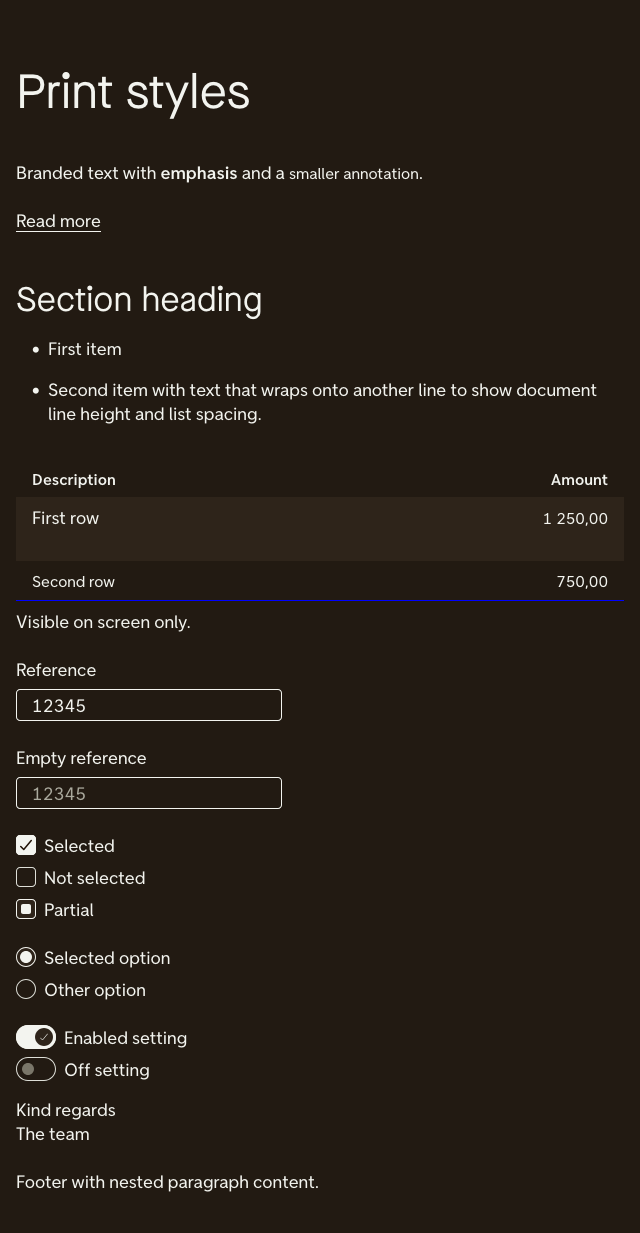 Print styles
Branded text with emphasis and a smaller annotation.
Read more
Section heading
• First item
• Second item with text that wraps onto another line to show document
line height and list spacing.
Description Amount
First row 1 250,00
Second row 750,00
Visible on screen only.
Reference
12345
Empty reference
12345
Selected
Not selected
Partial
Selected option
Other option
Enabled setting
Off setting
Kind regards
The team
Footer with nested paragraph content.